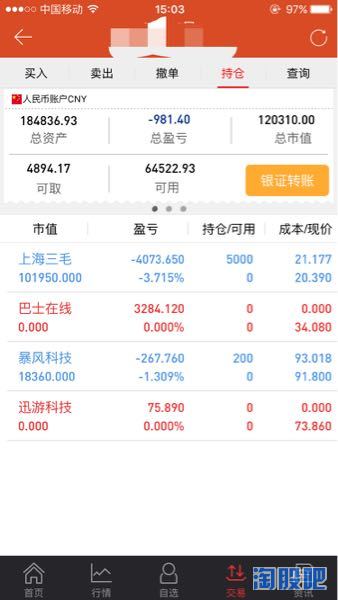 中国移动 15:03 97%
买入 卖出 撤单 持仓 查询
人民币账户CNY
184836.93 -981.40 120310.00
总资产 总盈亏 总市值
4894.17 64522.93 银证转账
可取 可用
市值 盈亏 持仓/可用 成本/现价
上海三毛 -4073.650 5000 21.177
101950.000 -3.715% 0 20.390
巴士在线 3284.120 0 0.000
0.000 0.000% 0 34.080
暴风科技 -267.760 200 93.018
18360.000 -1.309% 0 91.800
迅游科技 75.890 0 0.000
0.000 0.000% 0 73.860
首页 行情 自选 交易 资讯
淘股吧